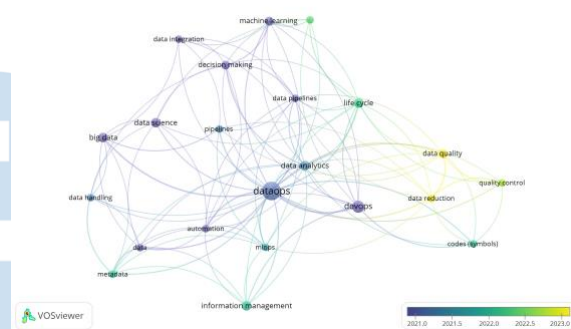 machine learning
data integration
decision making
data pipelines
life cycle
data science
pipelines
big data
data analytics
data quality
quality control
dataops
data handling
data reduction
devops
automation
data
mlops
codes (symbols)
metadata
information management
VOSviewer
2021.0 2021.5 2022.0 2022.5 2023.0